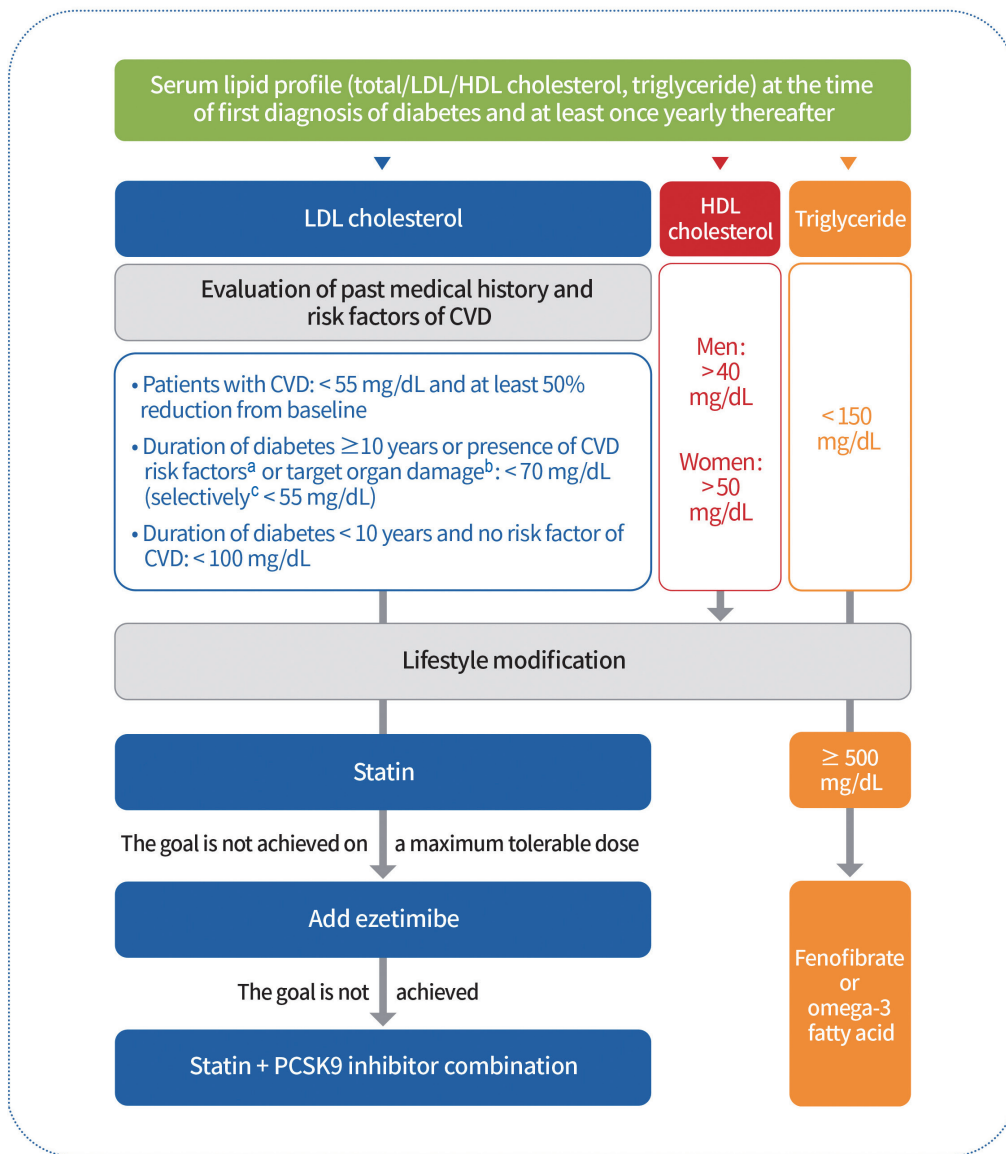 Serum lipid profile (total/LDL/HDL cholesterol, triglyceride) at the time
of first diagnosis of diabetes and at least once yearly thereafter
LDL cholesterol
HDL
cholesterol
Triglyceride
Evaluation of past medical history and
risk factors of CVD
• Patients with CVD: < 55 mg/dL and at least 50%
reduction from baseline
• Duration of diabetes ≥10 years or presence of CVD
risk factorsᵃ or target organ damageᵇ: < 70 mg/dL
(selectivelyᶜ < 55 mg/dL)
• Duration of diabetes < 10 years and no risk factor of
CVD: < 100 mg/dL
Men:
>40
mg/dL
Women:
>50
mg/dL
<150
mg/dL
Lifestyle modification
Statin
≥ 500
mg/dL
The goal is not achieved on a maximum tolerable dose
Add ezetimibe
Fenofibrate
or
omega-3
fatty acid
The goal is not achieved
Statin + PCSK9 inhibitor combination